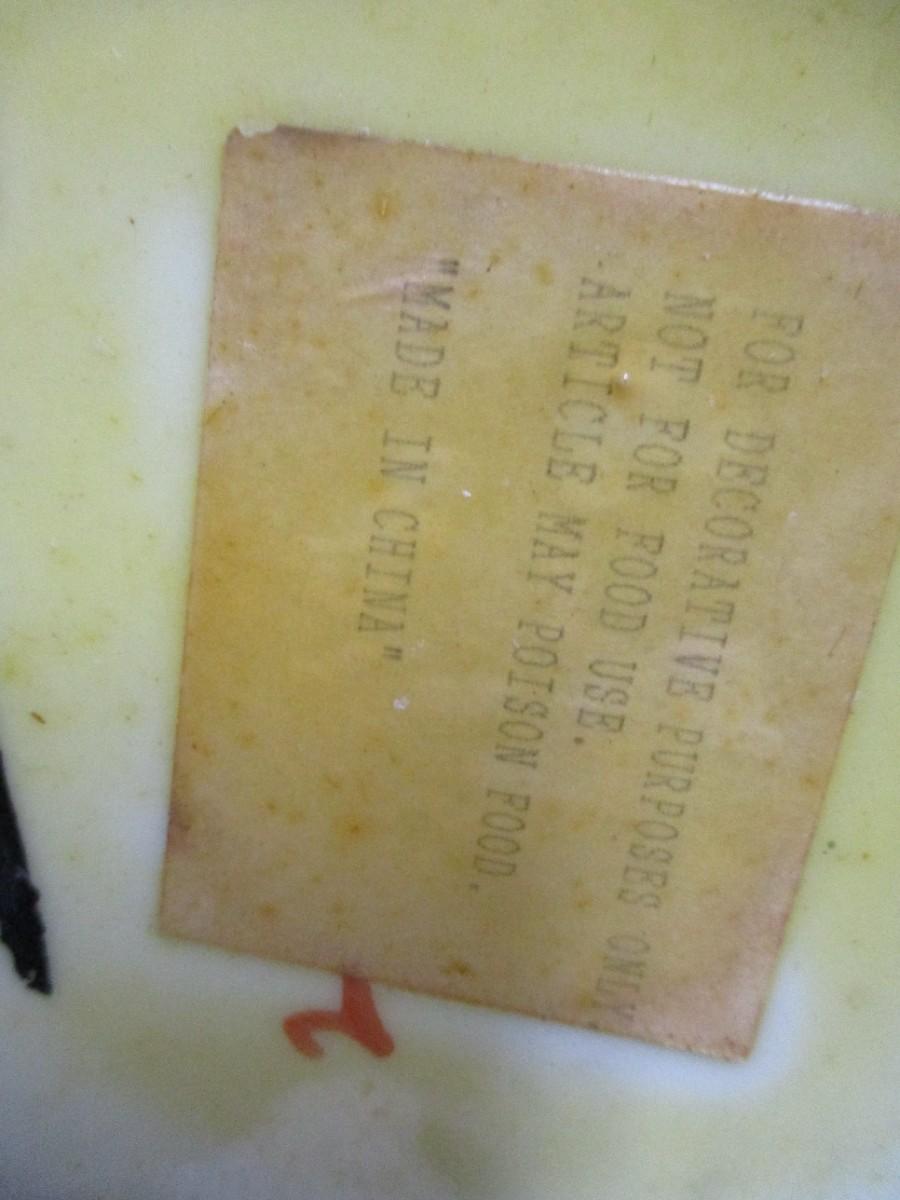 FOR DECORATIVE PURPOSES ONLY.
NOT FOR FOOD USE.
ARTICLE MAY POISON FOOD.
"MADE IN CHINA"